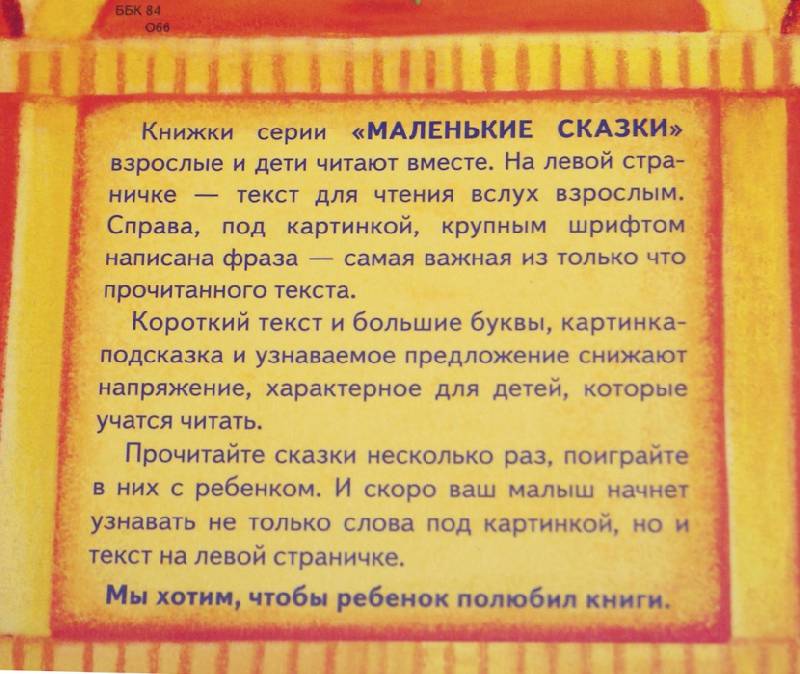 ББК 84
О66
Книжки серии «МАЛЕНЬКИЕ СКАЗКИ»
взрослые и дети читают вместе. На левой стра-
ничке — текст для чтения вслух взрослым.
Справа, под картинкой, крупным шрифтом
написана фраза — самая важная из только что
прочитанного текста.
Короткий текст и большие буквы, картинка-
подсказка и узнаваемое предложение снижают
напряжение, характерное для детей, которые
учатся читать.
Прочитайте сказки несколько раз, поиграйте
в них с ребенком. И скоро ваш малыш начнет
узнавать не только слова под картинкой, но и
текст на левой страничке.
Мы хотим, чтобы ребенок полюбил книги.